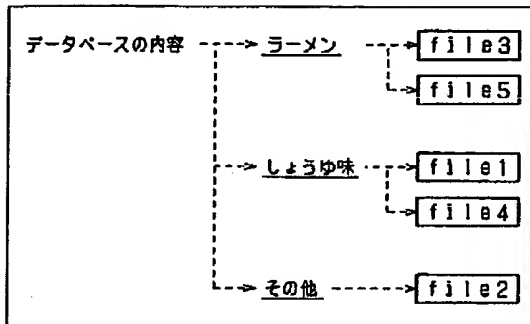 データベースの内容 ラーメン file3
file5
しょうゆ味 file1
file4
その他 file2